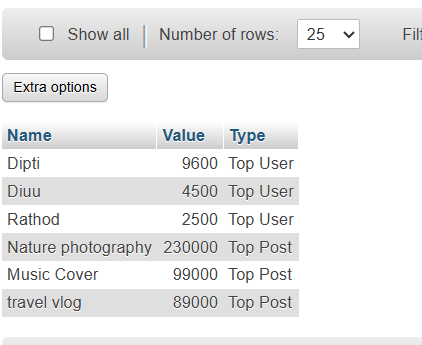 Show all Number of rows: 25
Extra options
Name Value Type
Dipti 9600 Top User
Diuu 4500 Top User
Rathod 2500 Top User
Nature photography 230000 Top Post
Music Cover 99000 Top Post
travel vlog 89000 Top Post